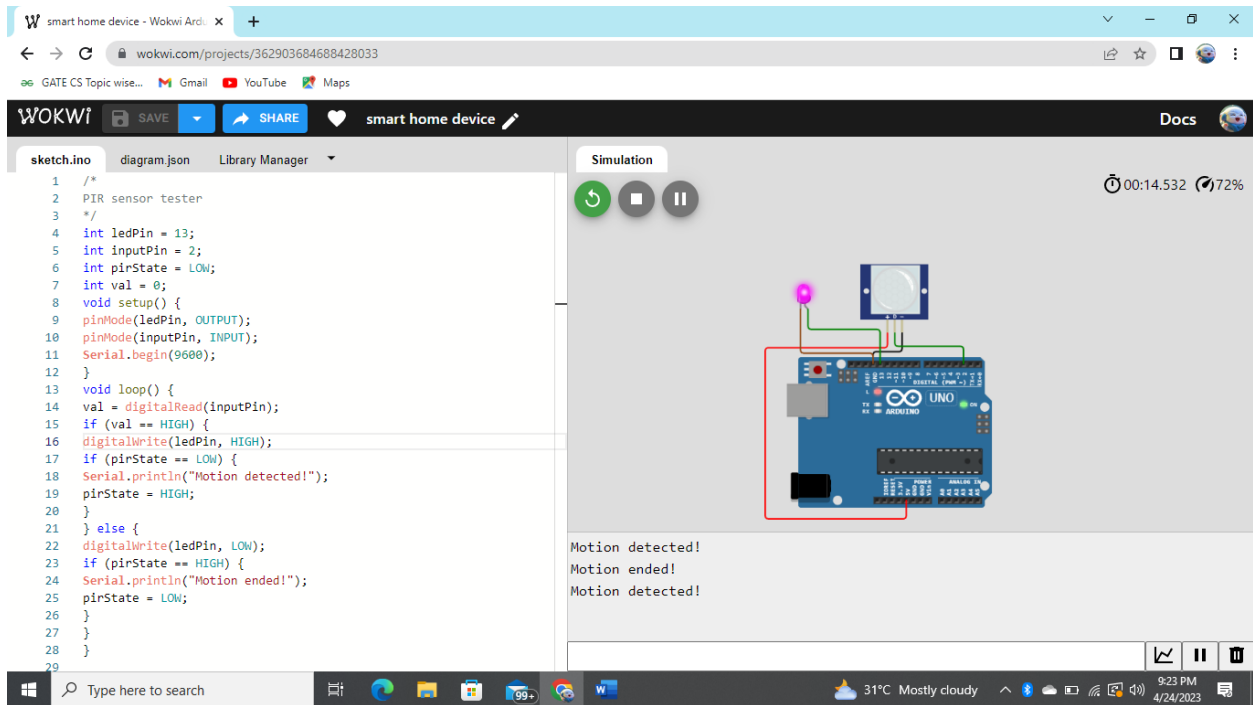 smart home device - Wokwi Ardu
wokwi.com/projects/362903684688428033
GATE CS Topic wise... Gmail YouTube Maps
WOKWi SAVE SHARE smart home device Docs
sketch.ino diagram.json Library Manager
1 /*
2 PIR sensor tester
3 */
4 int ledPin = 13;
5 int inputPin = 2;
6 int pirState = LOW;
7 int val = 0;
8 void setup() {
9 pinMode(ledPin, OUTPUT);
10 pinMode(inputPin, INPUT);
11 Serial.begin(9600);
12 }
13 void loop() {
14 val = digitalRead(inputPin);
15 if (val == HIGH) {
16 digitalWrite(ledPin, HIGH);
17 if (pirState == LOW) {
18 Serial.println("Motion detected!");
19 pirState = HIGH;
20 }
21 } else {
22 digitalWrite(ledPin, LOW);
23 if (pirState == HIGH) {
24 Serial.println("Motion ended!");
25 pirState = LOW;
26 }
27 }
28 }
29
Simulation
00:14.532 72%
DIGITAL (PWM ~)
UNO
ON
ARDUINO
POWER ANALOG IN
Motion detected!
Motion ended!
Motion detected!
Type here to search
99+
31°C Mostly cloudy
9:23 PM
4/24/2023